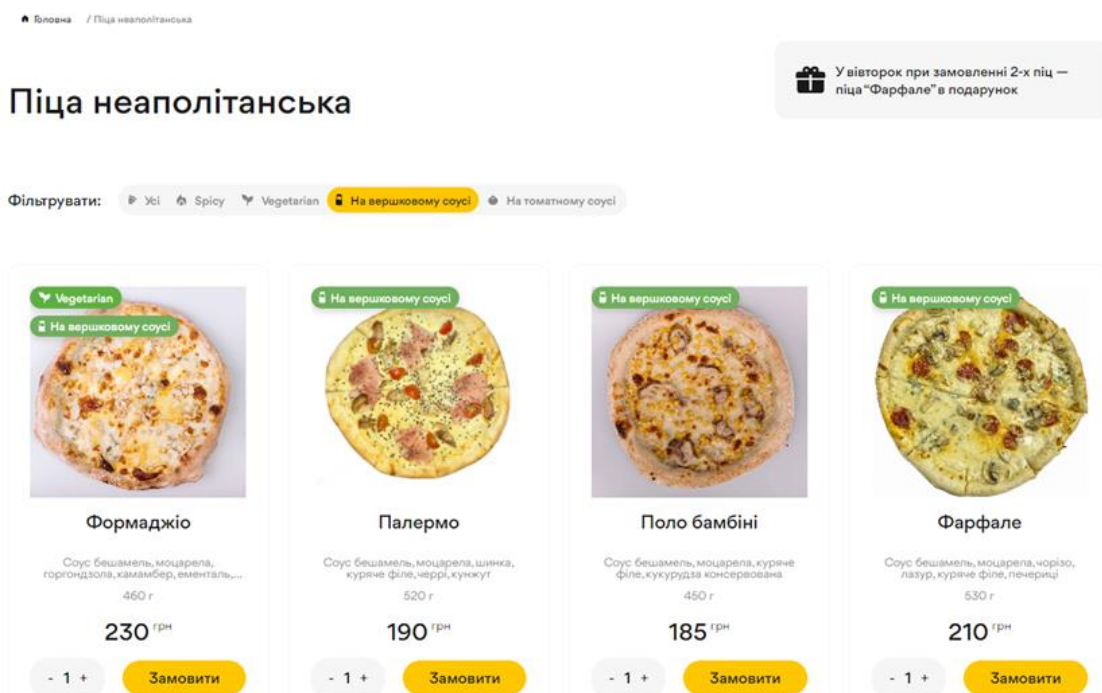 Головна / Піца неаполітанська
У вівторок при замовленні 2-х піц —
піца “Фарфале” в подарунок
Піца неаполітанська
Фільтрувати: Усі Spicy Vegetarian На вершковому соусі На томатному соусі
Vegetarian
На вершковому соусі
Формаджіо
Соус бешамель, моцарела,
горгондзола, камамбер, ементаль,...
460 г
230 грн
- 1 + Замовити
На вершковому соусі
Палермо
Соус бешамель, моцарела, шинка,
куряче філе, черрі, кунжут
520 г
190 грн
- 1 + Замовити
На вершковому соусі
Поло бамбіні
Соус бешамель, моцарела, куряче
філе, кукурудза консервована
450 г
185 грн
- 1 + Замовити
На вершковому соусі
Фарфале
Соус бешамель, моцарела, чорізо,
лазур, куряче філе, печериці
530 г
210 грн
- 1 + Замовити